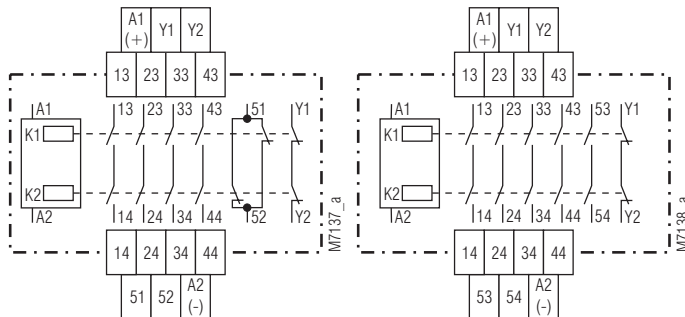 A1 (+) Y1 Y2
13 23 33 43
A1 13 23 33 43 51 Y1
K1
K2
A2 14 24 34 44 52 Y2
14 24 34 44
51 52 A2 (-)
M7137_a
A1 (+) Y1 Y2
13 23 33 43
A1 13 23 33 43 53 Y1
K1
K2
A2 14 24 34 44 54 Y2
14 24 34 44
53 54 A2 (-)
M7138_a